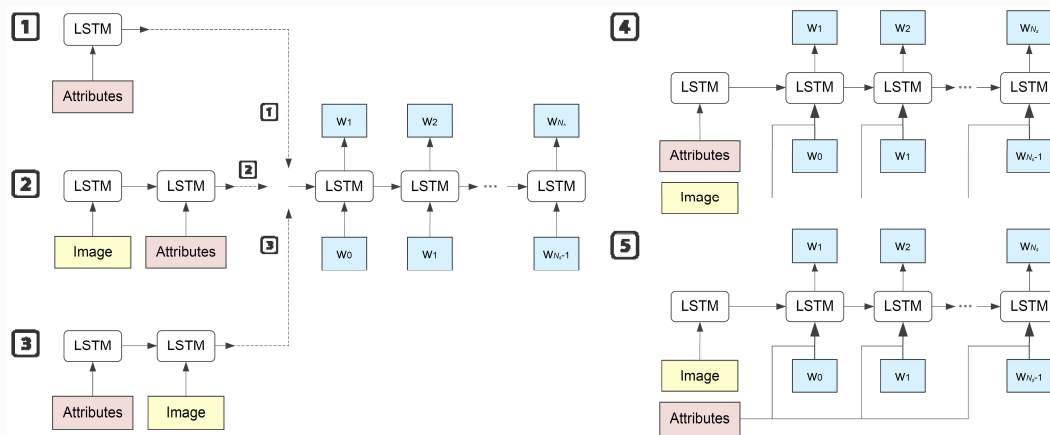 1
LSTM
Attributes
1
W1
W2
WNs
2
LSTM
LSTM
2
LSTM
LSTM
...
LSTM
Image
Attributes
3
W0
W1
WNs-1
3
LSTM
LSTM
Attributes
Image
4
W1
W2
WNs
LSTM
LSTM
LSTM
...
LSTM
Attributes
W0
W1
WNs-1
Image
5
W1
W2
WNs
LSTM
LSTM
LSTM
...
LSTM
Image
W0
W1
WNs-1
Attributes